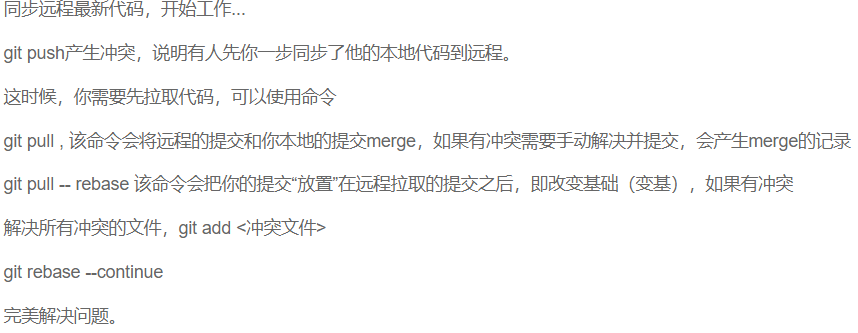 同步远程最新代码，开始工作...
git push产生冲突，说明有人先你一步同步了他的本地代码到远程。
这时候，你需要先拉取代码，可以使用命令
git pull , 该命令会将远程的提交和你本地的提交merge，如果有冲突需要手动解决并提交，会产生merge的记录
git pull -- rebase 该命令会把你的提交“放置”在远程拉取的提交之后，即改变基础（变基），如果有冲突
解决所有冲突的文件，git add <冲突文件>
git rebase --continue
完美解决问题。